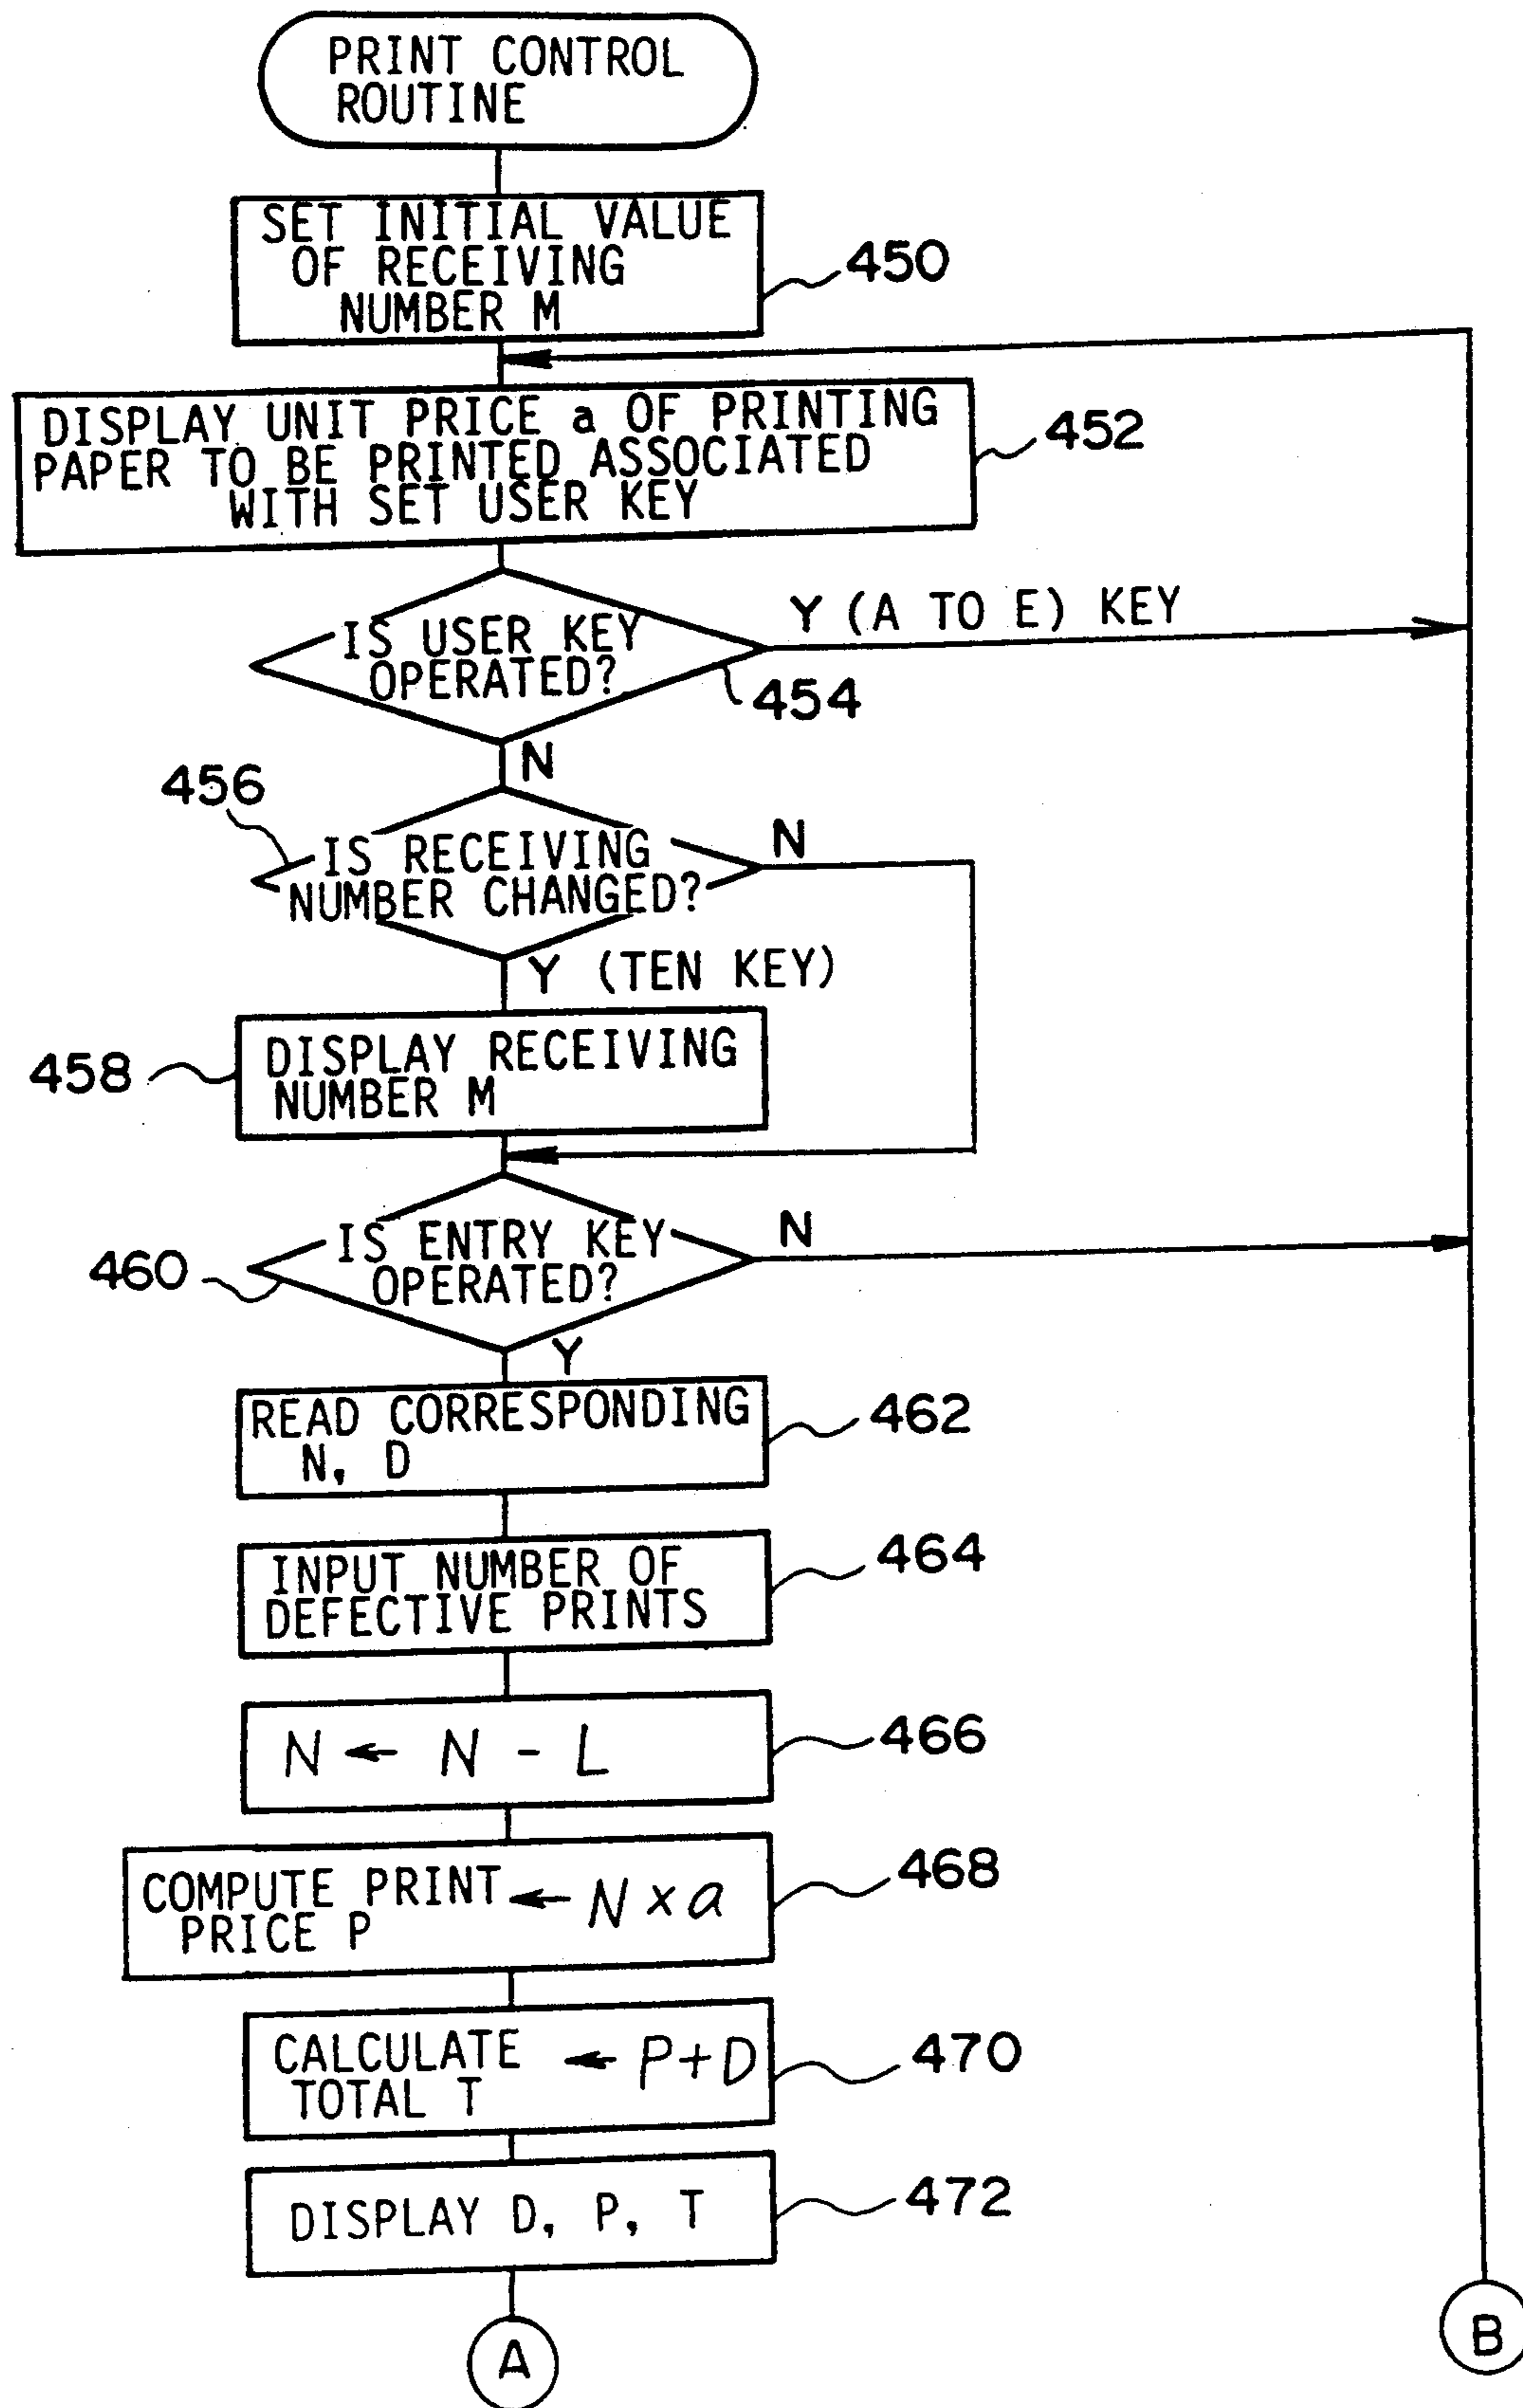 PRINT CONTROL
ROUTINE
SET INITIAL VALUE
OF RECEIVING
NUMBER M
450
DISPLAY UNIT PRICE a OF PRINTING
PAPER TO BE PRINTED ASSOCIATED
WITH SET USER KEY
452
IS USER KEY
OPERATED?
Y (A TO E) KEY
454
N
456
IS RECEIVING
NUMBER CHANGED?
N
Y (TEN KEY)
458
DISPLAY RECEIVING
NUMBER M
460
IS ENTRY KEY
OPERATED?
N
Y
READ CORRESPONDING
N, D
462
INPUT NUMBER OF
DEFECTIVE PRINTS
464
N ← N - L
466
COMPUTE PRINT
PRICE P
← N × a
468
CALCULATE
TOTAL T
← P+D
470
DISPLAY D, P, T
472
A
B